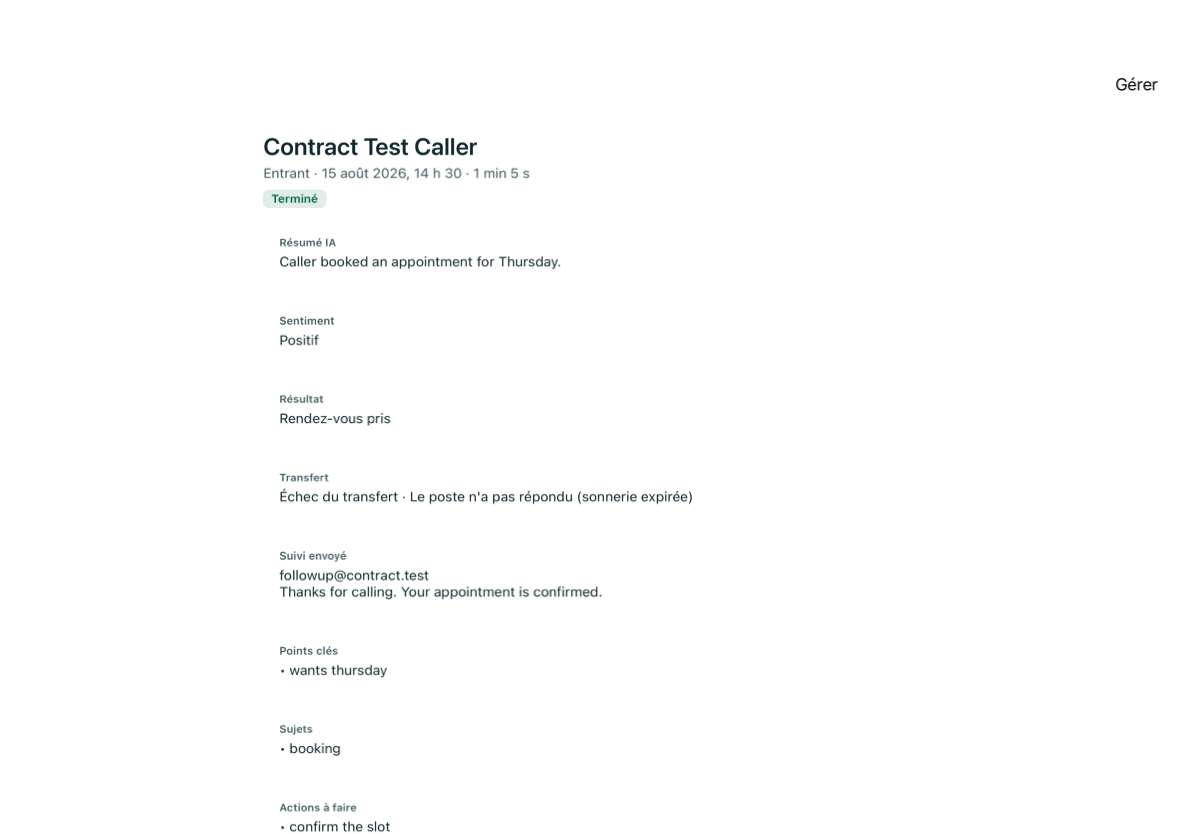 Gérer
Contract Test Caller
Entrant · 15 août 2026, 14 h 30 · 1 min 5 s
Terminé
Résumé IA
Caller booked an appointment for Thursday.
Sentiment
Positif
Résultat
Rendez-vous pris
Transfert
Échec du transfert · Le poste n'a pas répondu (sonnerie expirée)
Suivi envoyé
followup@contract.test
Thanks for calling. Your appointment is confirmed.
Points clés
• wants thursday
Sujets
• booking
Actions à faire
• confirm the slot